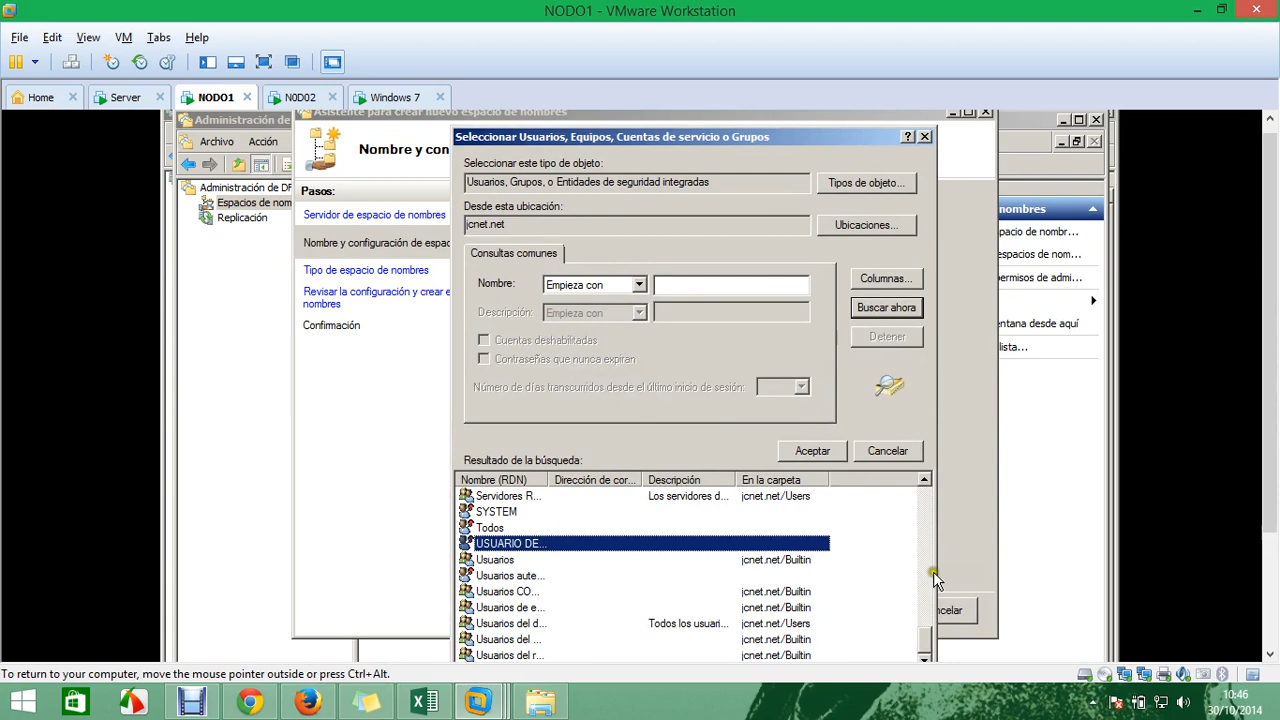 NODO1 - VMware Workstation
File Edit View VM Tabs Help
Home Server NODO1 NODO2 Windows 7
Asistente para crear nuevo espacio de nombres
Administración de
Archivo Acción
Nombre y con
Administración de DF
Espacios de nom
Replicación
Pasos:
Servidor de espacio de nombres
Nombre y configuración de espac
Tipo de espacio de nombres
Revisar la configuración y crear e
nombres
Confirmación
Seleccionar Usuarios, Equipos, Cuentas de servicio o Grupos
Seleccionar este tipo de objeto:
Usuarios, Grupos, o Entidades de seguridad integradas
Tipos de objeto...
Desde esta ubicación:
jcnet.net
Ubicaciones...
Consultas comunes
Nombre: Empieza con
Descripción: Empieza con
Cuentas deshabilitadas
Contraseñas que nunca expiran
Número de días transcurridos desde el último inicio de sesión:
Columnas...
Buscar ahora
Detener
Aceptar Cancelar
Resultado de la búsqueda:
Nombre (RDN) Dirección de cor... Descripción En la carpeta
Servidores R... Los servidores d... jcnet.net/Users
SYSTEM
Todos
USUARIO DE...
Usuarios jcnet.net/Builtin
Usuarios aute...
Usuarios CO... jcnet.net/Builtin
Usuarios de e... jcnet.net/Builtin
Usuarios del d... Todos los usuari... jcnet.net/Users
Usuarios del ... jcnet.net/Builtin
Usuarios del r... jcnet.net/Builtin
ncelar
nombres
pacio de nombr...
espacios de nom...
permisos de admi...
entana desde aquí
lista...
To return to your computer, move the mouse pointer outside or press Ctrl+Alt.
10:46
30/10/2014